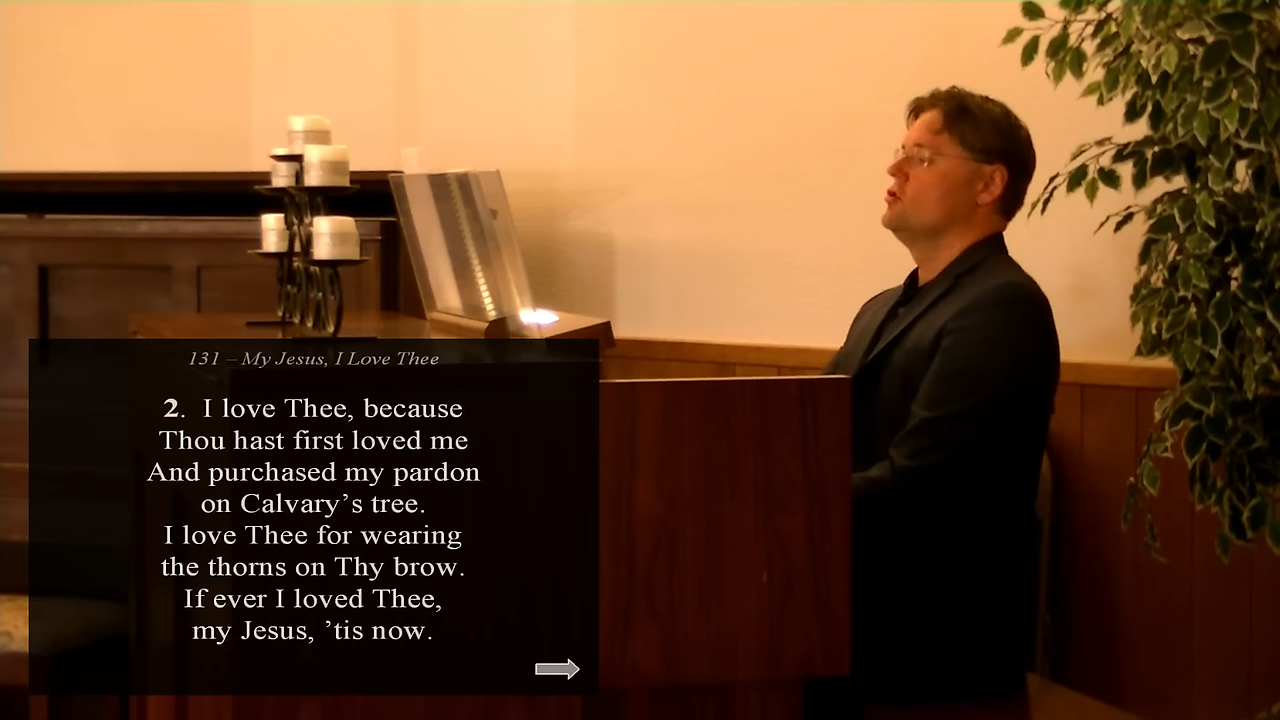 131 – My Jesus, I Love Thee
2. I love Thee, because
Thou hast first loved me
And purchased my pardon
on Calvary’s tree.
I love Thee for wearing
the thorns on Thy brow.
If ever I loved Thee,
my Jesus, ’tis now.